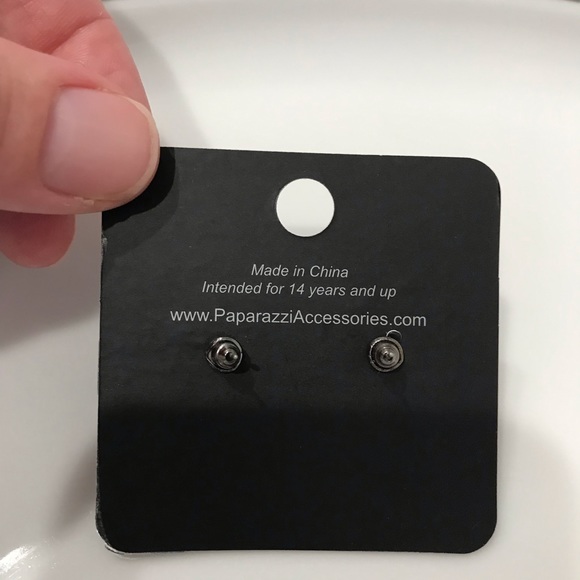 Made in China
Intended for 14 years and up
www.PaparazziAccessories.com